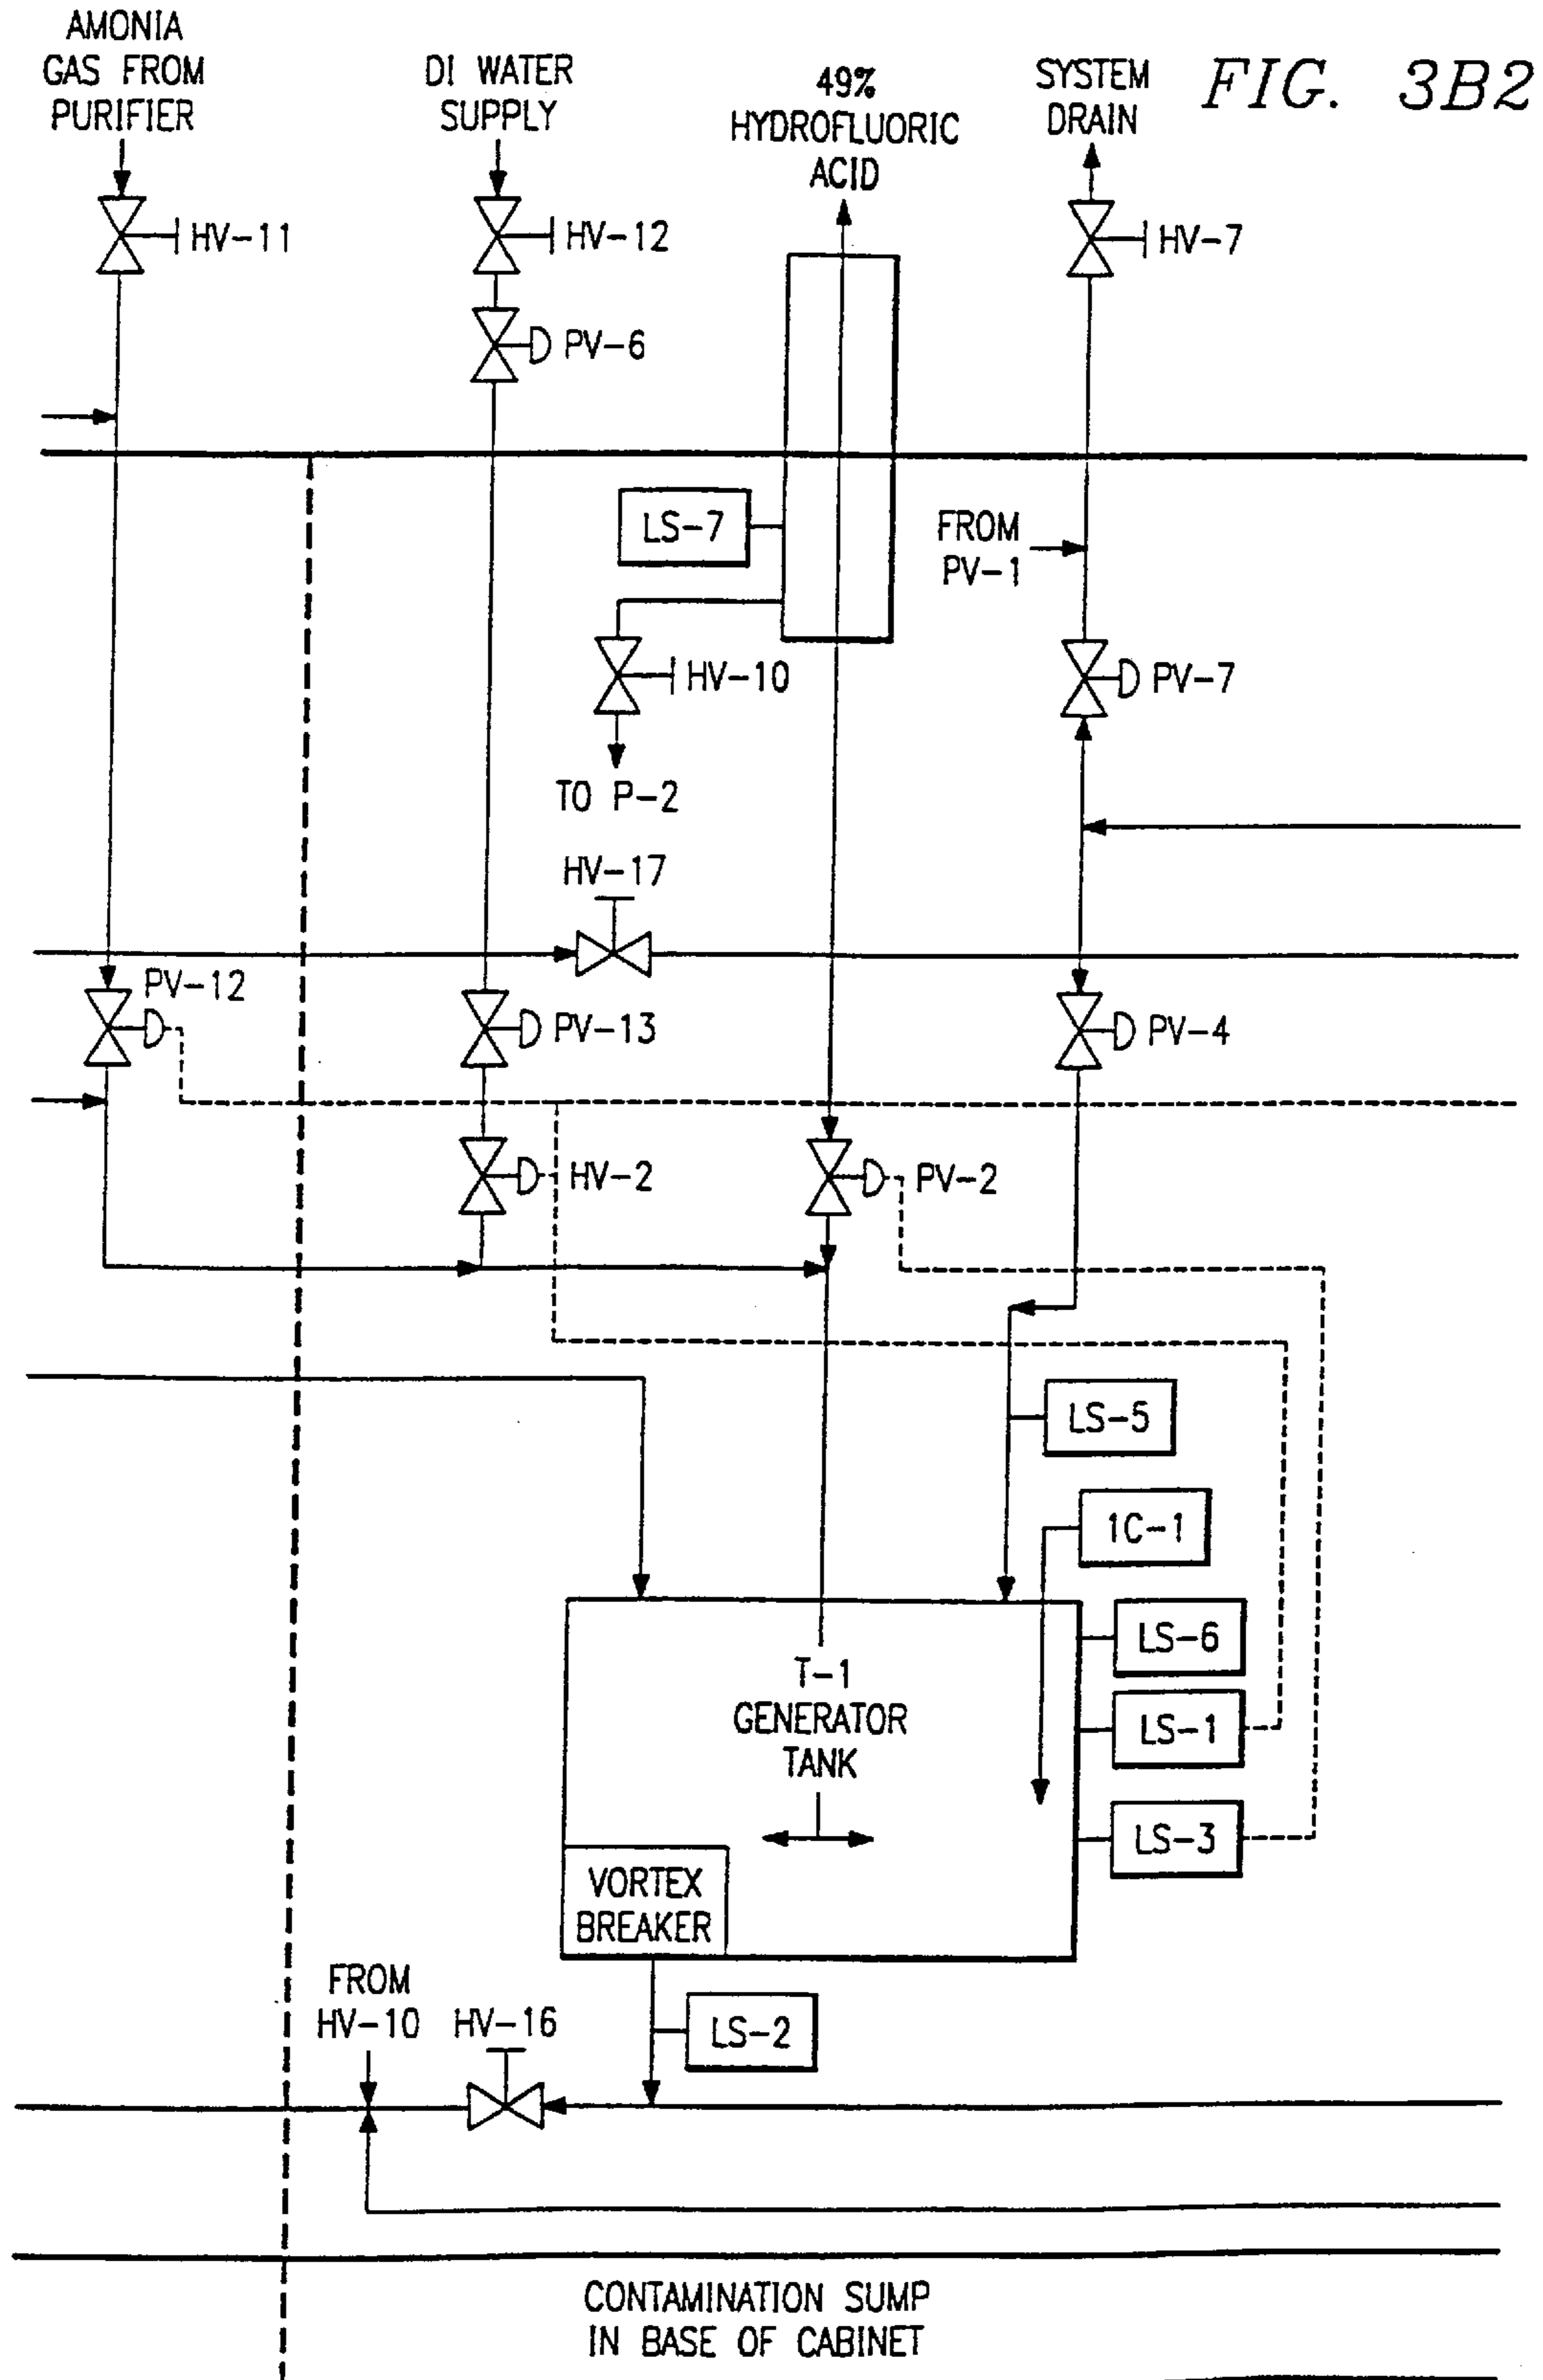 FIG. 3B2
AMONIA
GAS FROM
PURIFIER
DI WATER
SUPPLY
49%
HYDROFLUORIC
ACID
SYSTEM
DRAIN
HV-11
HV-12
HV-7
PV-6
LS-7
FROM
PV-1
HV-10
PV-7
TO P-2
HV-17
PV-12
PV-13
PV-4
HV-2
PV-2
LS-5
1C-1
LS-6
T-1
GENERATOR
TANK
LS-1
LS-3
VORTEX
BREAKER
FROM
HV-10
HV-16
LS-2
CONTAMINATION SUMP
IN BASE OF CABINET